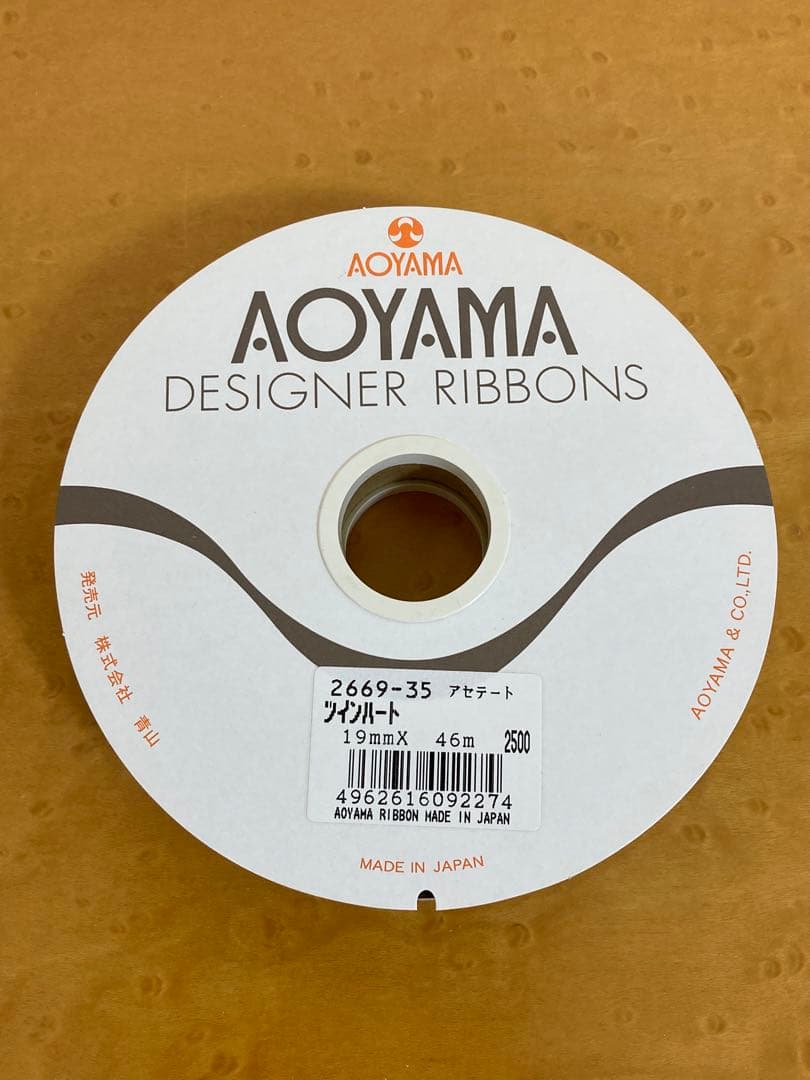 AOYAMA
AOYAMA
DESIGNER RIBBONS
発売元 株式会社 青山
AOYAMA & CO.,LTD.
2669-35 アセテート
ツインハート
19mmX 46m 2500
4962616092274
AOYAMA RIBBON MADE IN JAPAN
MADE IN JAPAN